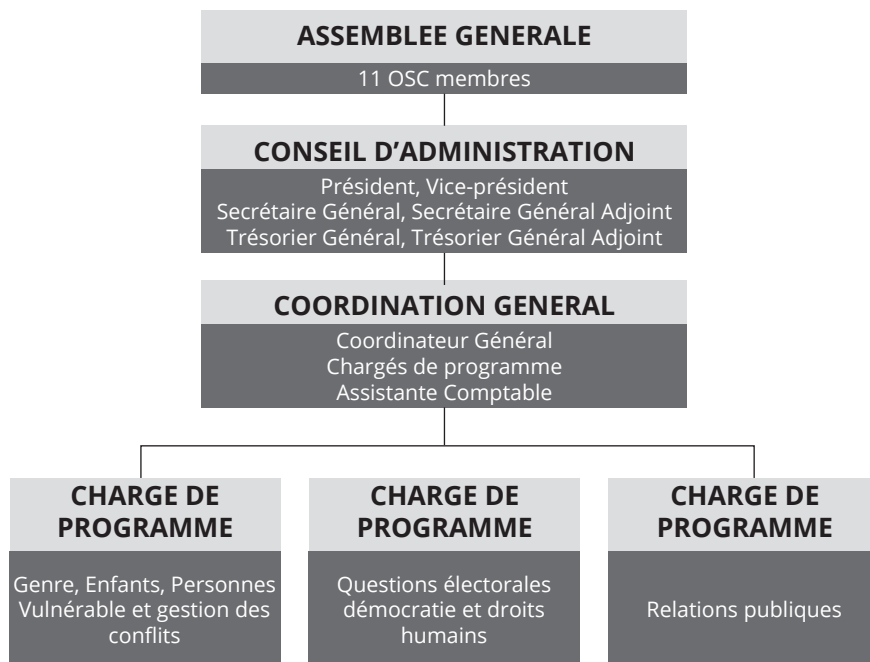 ASSEMBLEE GENERALE
11 OSC membres
CONSEIL D’ADMINISTRATION
Président, Vice-président
Secrétaire Général, Secrétaire Général Adjoint
Trésorier Général, Trésorier Général Adjoint
COORDINATION GENERAL
Coordinateur Général
Chargés de programme
Assistante Comptable
CHARGE DE
PROGRAMME
Genre, Enfants, Personnes
Vulnérable et gestion des
conflits
CHARGE DE
PROGRAMME
Questions électorales
démocratie et droits
humains
CHARGE DE
PROGRAMME
Relations publiques